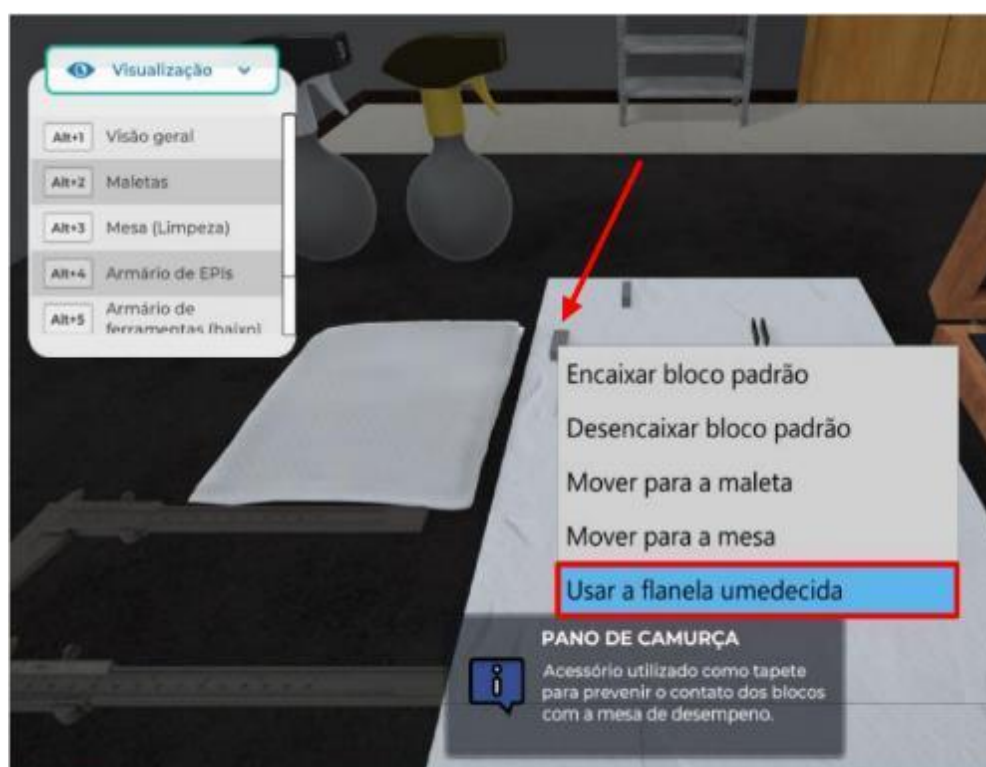 Visualização
Alt+1 Visão geral
Alt+2 Maletas
Alt+3 Mesa (Limpeza)
Alt+4 Armário de EPIs
Alt+5 Armário de
ferramentas (baixo)
Encaixar bloco padrão
Desencaixar bloco padrão
Mover para a maleta
Mover para a mesa
Usar a flanela umedecida
PANO DE CAMURÇA
Acessório utilizado como tapete
para prevenir o contato dos blocos
com a mesa de desempeno.